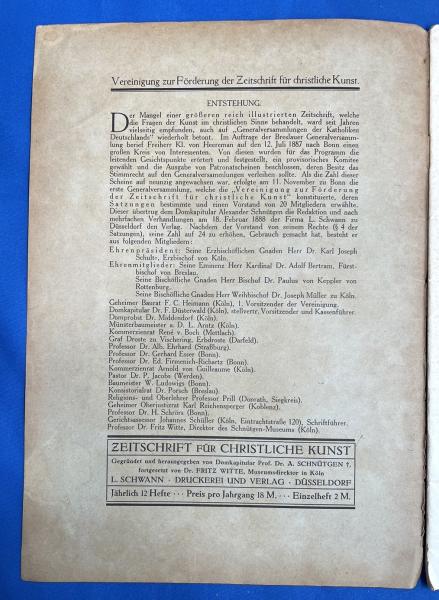 Vereinigung zur Förderung der Zeitschrift für christliche Kunst.
ENTSTEHUNG.
Der Mangel einer größeren reich illustrierten Zeitschrift, welche
die Fragen der Kunst im christlichen Sinne behandelt, ward seit Jahren
vielseitig empfunden, auch auf „Generalversammlungen der Katholiken
Deutschlands" wiederholt betont. Im Auftrage der Breslauer Generalversamm-
lung berief Freiherr Kl. von Heereman auf den 12. Juli 1887 nach Bonn einen
großen Kreis von Interessenten. Von diesen wurden für das Programm die
leitenden Gesichtspunkte erörtert und festgestellt, ein provisorisches Komitee
gewählt und die Ausgabe von Patronatscheinen beschlossen, deren Besitz das
Stimmrecht auf den Generalversammlungen verleihen sollte. Als die Zahl dieser
Scheine auf neunzig angewachsen war, erfolgte am 11. November zu Bonn die
erste Generalversammlung, welche die „Vereinigung zur Förderung
der Zeitschrift für christliche Kunst" konstituierte, deren
Satzungen bestimmte und einen Vorstand von 20 Mitgliedern erwählte.
Dieser übertrug dem Domkapitular Alexander Schnütgen die Redaktion und nach
mehrfachen Verhandlungen am 18. Februar 1888 der Firma L. Schwann zu
Düsseldorf den Verlag. Nachdem der Vorstand von seinem Rechte (§ 4 der
Satzungen), seine Zahl auf 24 zu erhöhen, Gebrauch gemacht hat, besteht er
aus folgenden Mitgliedern:
Ehrenpräsident: Seine Erzbischöflichen Gnaden Herr Dr. Karl Joseph
Schulte, Erzbischof von Köln.
Ehrenmitglieder: Seine Eminenz Herr Kardinal Dr. Adolf Bertram, Fürst-
bischof von Breslau.
Seine Bischöfliche Gnaden Herr Bischof Dr. Paulus von Keppler von
Rottenburg.
Seine Bischöfliche Gnaden Herr Weihbischof Dr. Joseph Müller zu Köln.
Geheimer Baurat F. C. Heimann (Köln), 1. Vorsitzender der Vereinigung.
Domkapitular Dr. F. Düsterwald (Köln), stellvertr. Vorsitzender und Kassenführer.
Dompropst Dr. Middendorf (Köln).
Münsterbaumeister a. D. L. Arntz (Köln).
Kommerzienrat René v. Boch (Mettlach).
Graf Droste zu Vischering, Erbdroste (Darfeld).
Professor Dr. Alb. Ehrhard (Straßburg).
Professor Dr. Gerhard Esser (Bonn).
Professor Dr. Ed. Firmenich-Richartz (Bonn).
Kommerzienrat Arnold von Guilleaume (Köln).
Pastor Dr. P. Jacobs (Werden).
Baumeister W. Ludowigs (Bonn).
Konsistorialrat Dr. Porsch (Breslau).
Religions- und Oberlehrer Professor Prill (Donrath, Siegkreis).
Geheimer Oberjustizrat Karl Reichensperger (Koblenz).
Professor Dr. H. Schrörs (Bonn).
Gerichtsassessor Johannes Schüller (Köln, Eintrachtstraße 120), Schriftführer.
Professor Dr. Fritz Witte, Direktor des Schnütgen-Museums (Köln).
ZEITSCHRIFT FÜR CHRISTLICHE KUNST
Gegründet und herausgegeben von Domkapitular Prof. Dr. A. SCHNÜTGEN †,
fortgesetzt von Dr. FRITZ WITTE, Museumsdirektor in Köln
L. SCHWANN · DRUCKEREI UND VERLAG · DÜSSELDORF
Jährlich 12 Hefte · · · Preis pro Jahrgang 18 M. · · · Einzelheft 2 M.